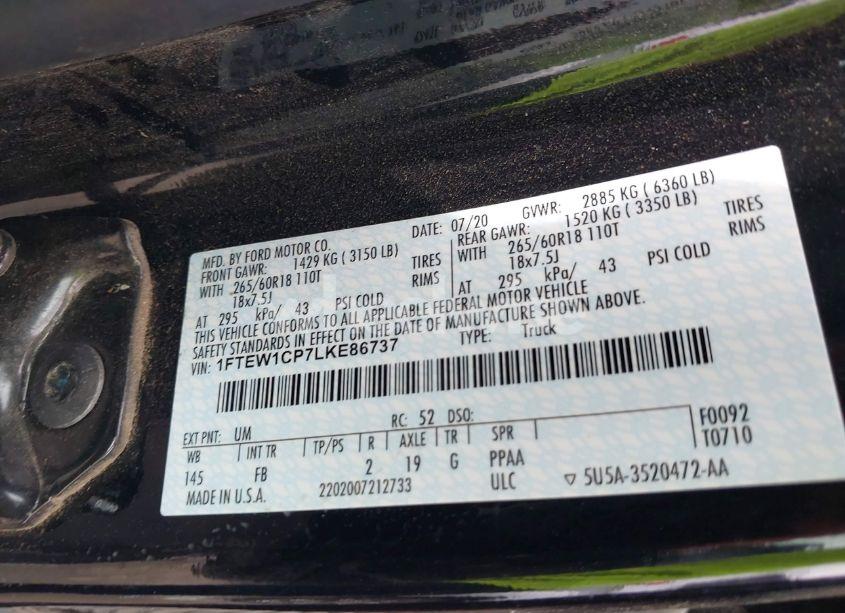 MFD. BY FORD MOTOR CO.
DATE: 07/20 GVWR: 2885 KG ( 6360 LB)
FRONT GAWR: 1429 KG ( 3150 LB)
WITH 265/60R18 110T TIRES
18x7.5J RIMS
AT 295 kPa/ 43 PSI COLD
REAR GAWR: 1520 KG ( 3350 LB)
WITH 265/60R18 110T TIRES
18x7.5J RIMS
AT 295 kPa/ 43 PSI COLD
THIS VEHICLE CONFORMS TO ALL APPLICABLE FEDERAL MOTOR VEHICLE
SAFETY STANDARDS IN EFFECT ON THE DATE OF MANUFACTURE SHOWN ABOVE.
VIN: 1FTEW1CP7LKE86737 TYPE: Truck
EXT PNT: UM RC: 52 DSO: F0092
WB INT TR TP/PS R AXLE TR SPR T0710
145 FB 2 19 G PPAA
MADE IN U.S.A. 2202007212733 ULC ▽ 5U5A-3520472-AA